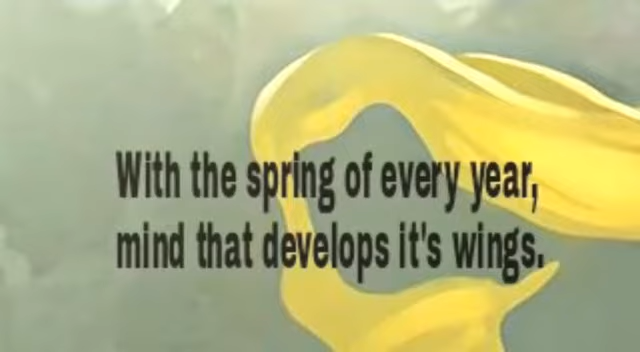 With the spring of every year,
mind that develops it's wings.